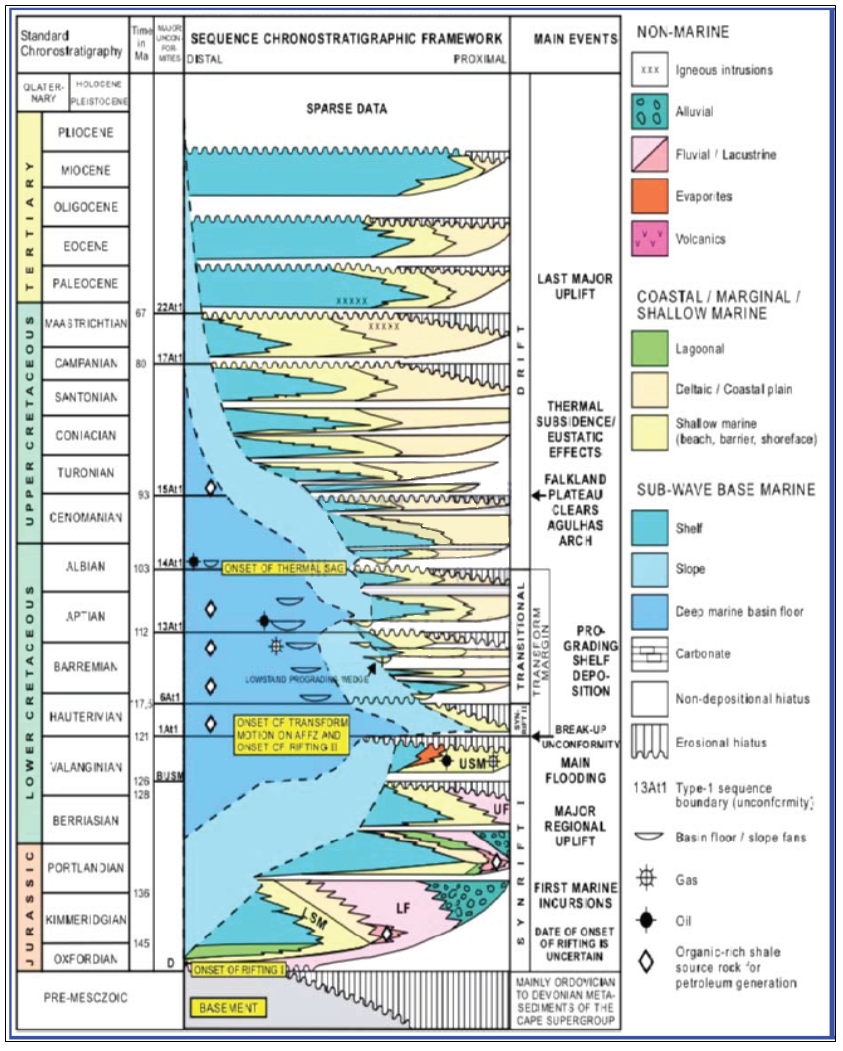 Standard
Chronostratigraphy
Time
in
Ma
MAJOR
UNCON
FOR-
MITIES
SEQUENCE CHRONOSTRATIGRAPHIC FRAMEWORK
DISTAL
PROXIMAL
MAIN EVENTS
QLATER-
NARY
HOLOCENE
PLEISTOCENE
TERTIARY
PLIOCENE
MIOCENE
OLIGOCENE
EOCENE
PALEOCENE
UPPER CRETACEOUS
MAASTRICHTIAN
CAMPANIAN
SANTONIAN
CONIACIAN
TURONIAN
CENOMANIAN
LOWER CRETACEOUS
ALBIAN
APTIAN
BARREMIAN
HAUTERIVIAN
VALANGINIAN
BERRIASIAN
JURASSIC
PORTLANDIAN
KIMMERIDGIAN
OXFORDIAN
PRE-MESCZOIC
67
80
93
103
112
17,5
121
126
128
136
145
22At1
17At1
15At1
14At1
13At1
6At1
1At1
BUSM
D
SPARSE DATA
XXXXX
XXXXX
ONSET OF THERMAL SAG
LOWSTAND PROGRADING WEDGE
ONSET CF TRANSFORM
MOTION ON AFFZ AND
ONSET CF RIFTING II
USM
UF
LF
LSM
ONSET OF RIFTING I
BASEMENT
DRIFT
TRANSITIONAL
TRANSFORM
MARGIN
SYN
RIFT II
SYNRIFT I
LAST MAJOR
UPLIFT
THERMAL
SUBSIDENCE/
EUSTATIC
EFFECTS
FALKLAND
PLATEAU
CLEARS
AGULHAS
ARCH
PRO-
GRADING
SHELF
DEPO-
SITION
BREAK-UP
UNCONFORMITY
MAIN
FLOODING
MAJOR
REGIONAL
UPLIFT
FIRST MARINE
INCURSIONS
DATE OF ONSET
OF RIFTING IS
UNCERTAIN
MAINLY ORDOVICIAN
TO DEVONIAN META-
SEDIMENTS OF THE
CAPE SUPERGROUP
NON-MARINE
xxx
Igneous intrusions
Alluvial
Fluvial / Lacustrine
Evaporites
v v
v v
Volcanics
COASTAL / MARGINAL /
SHALLOW MARINE
Lagoonal
Deltaic / Coastal plain
Shallow marine
(beach, barrier, shoreface)
SUB-WAVE BASE MARINE
Shelf
Slope
Deep marine basin floor
Carbonate
Non-depositional hiatus
Erosional hiatus
13At1
Type-1 sequence
boundary (unconformity)
Basin floor / slope fans
Gas
Oil
Organic-rich shale
source rock for
petroleum generation